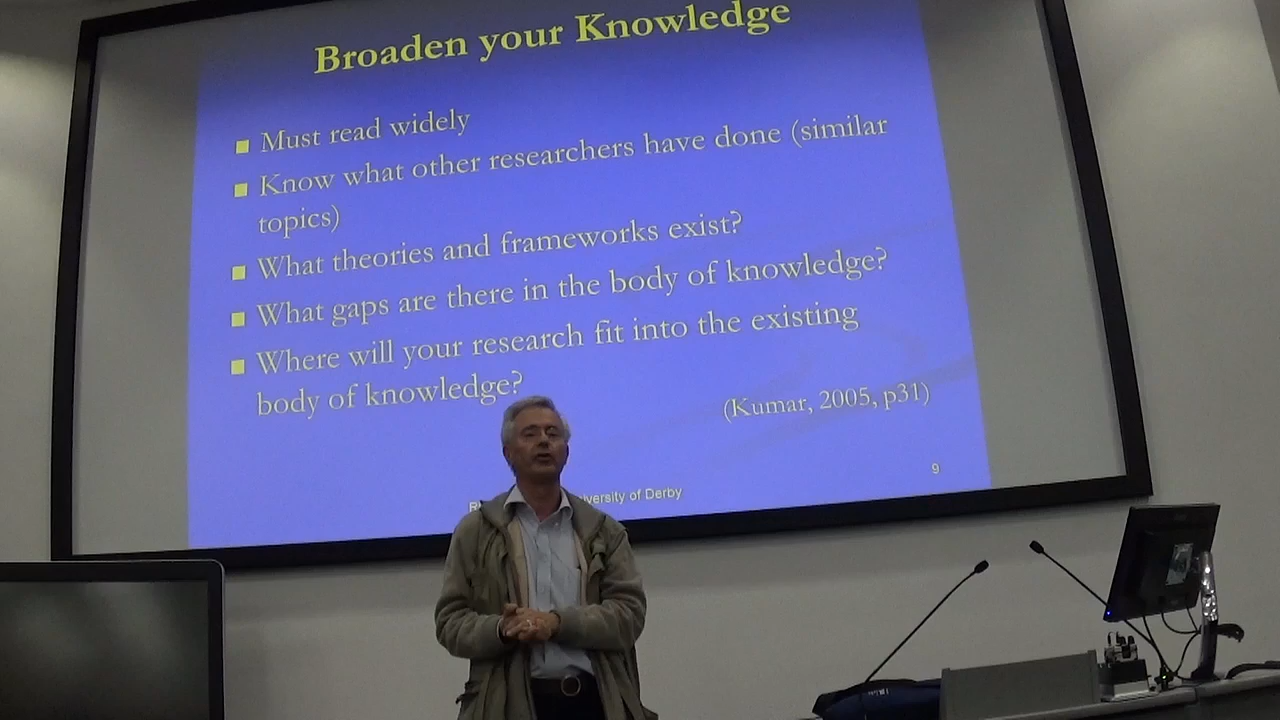 Broaden your Knowledge
Must read widely
Know what other researchers have done (similar
topics)
What theories and frameworks exist?
What gaps are there in the body of knowledge?
Where will your research fit into the existing
body of knowledge?
(Kumar, 2005, p31)
9
of Derby